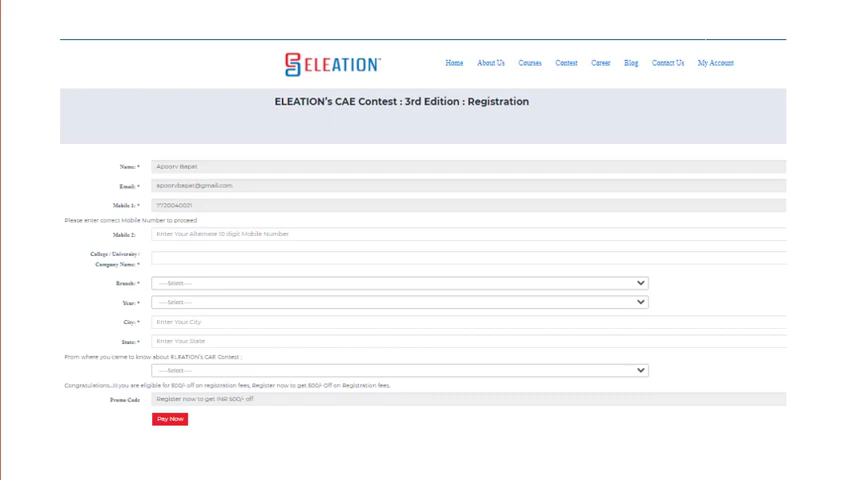 ELEATION
Home About Us Courses Contest Career Blog Contact Us My Account
ELEATION's CAE Contest : 3rd Edition : Registration
Name: * Apoorv Bapat
Email: * apoorvbapat@gmail.com
Mobile 1: * 7720040021
Please enter correct Mobile Number to proceed
Mobile 2: Enter Your Alternate 10 digit Mobile Number
College / University /
Company Name: *
Branch: * ----Select----
Year: * ----Select----
City: * Enter Your City
State: * Enter Your State
From where you came to know about ELEATION's CAE Contest :
----Select----
Congratulations...!!! you are eligible for 500/- off on registration fees, Register now to get 500/- Off on Registration fees.
Promo Code Register now to get INR 500/- off
Pay Now